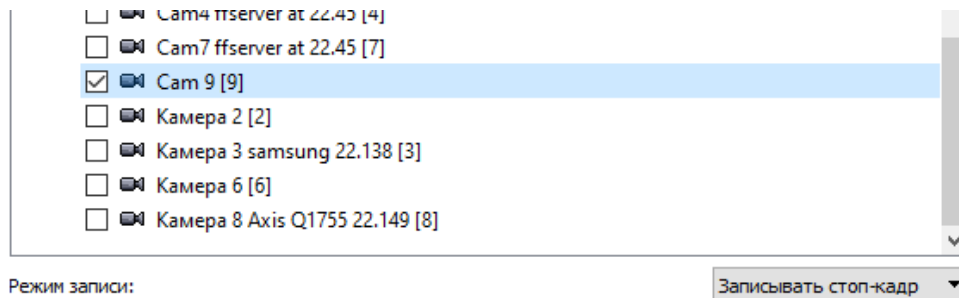 Cam4 ffserver at 22.45 [4]
Cam7 ffserver at 22.45 [7]
Cam 9 [9]
Камера 2 [2]
Камера 3 samsung 22.138 [3]
Камера 6 [6]
Камера 8 Axis Q1755 22.149 [8]
Режим записи: Записывать стоп-кадр